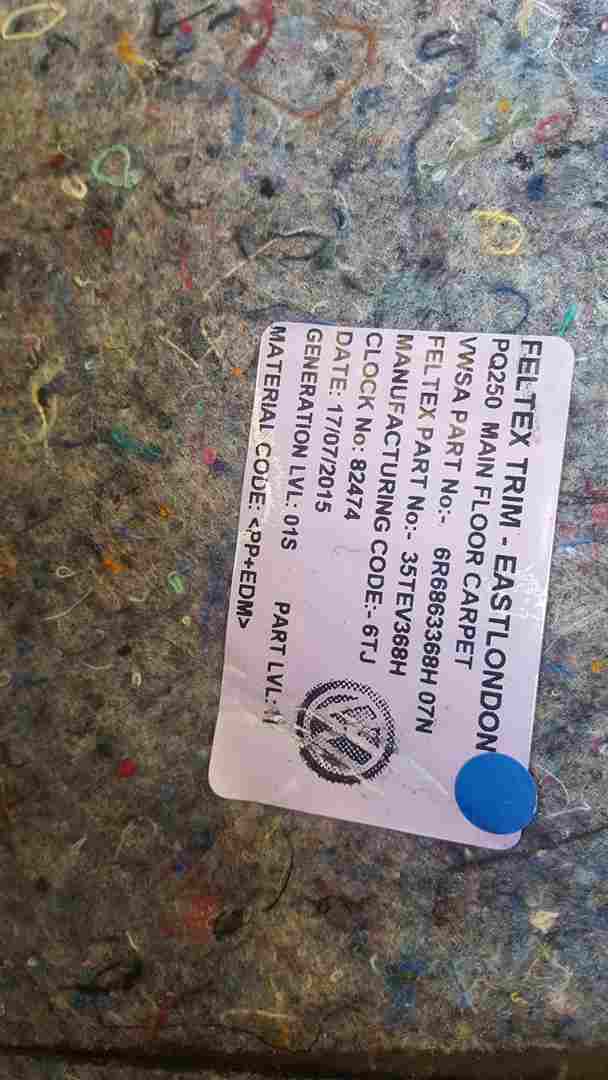 FELTEX TRIM - EASTLONDON
PQ250 MAIN FLOOR CARPET
VWSA PART No:- 6R6863368H 07N
FELTEX PART No:- 35TEV368H
MANUFACTURING CODE:- 6TJ
CLOCK No: 82474
DATE: 17/07/2015
GENERATION LVL: 01S PART LVL:
MATERIAL CODE: <PP+EDM>